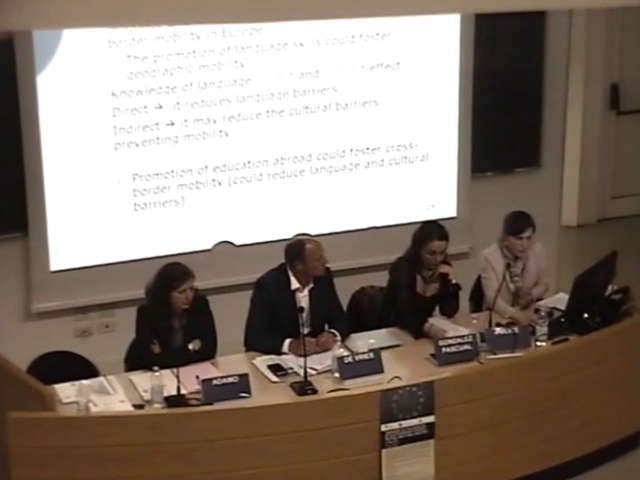 border mobility in Europe
The promotion of language skills could foster
geographic mobility
Knowledge of language and effect
Direct → it reduces language barriers
Indirect → it may reduce the cultural barriers
preventing mobility
Promotion of education abroad could foster cross-
border mobility (could reduce language and cultural
barriers)
ADAMO
DE VRIES
GONZALEZ
PASCUAL